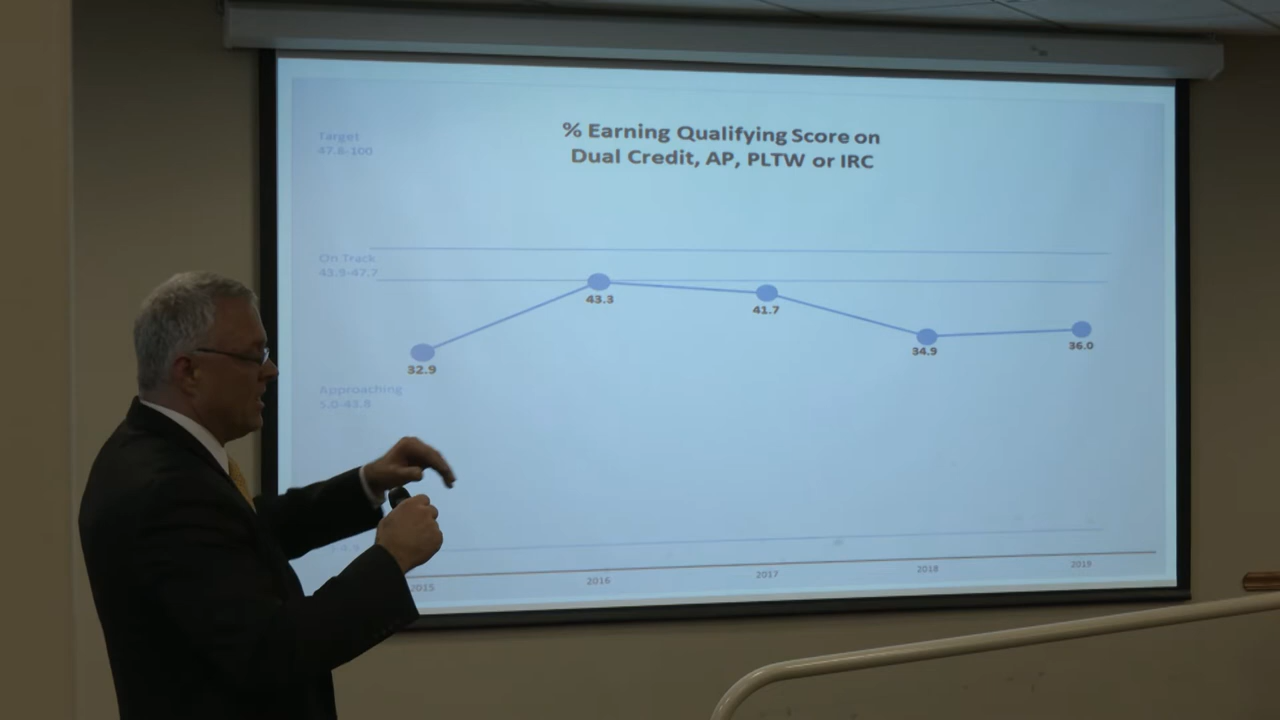 % Earning Qualifying Score on
Dual Credit, AP, PLTW or IRC
Target
47.8-100
On Track
43.9-47.7
43.3
41.7
32.9
34.9
36.0
Approaching
5.0-43.8
2015
2016
2017
2018
2019